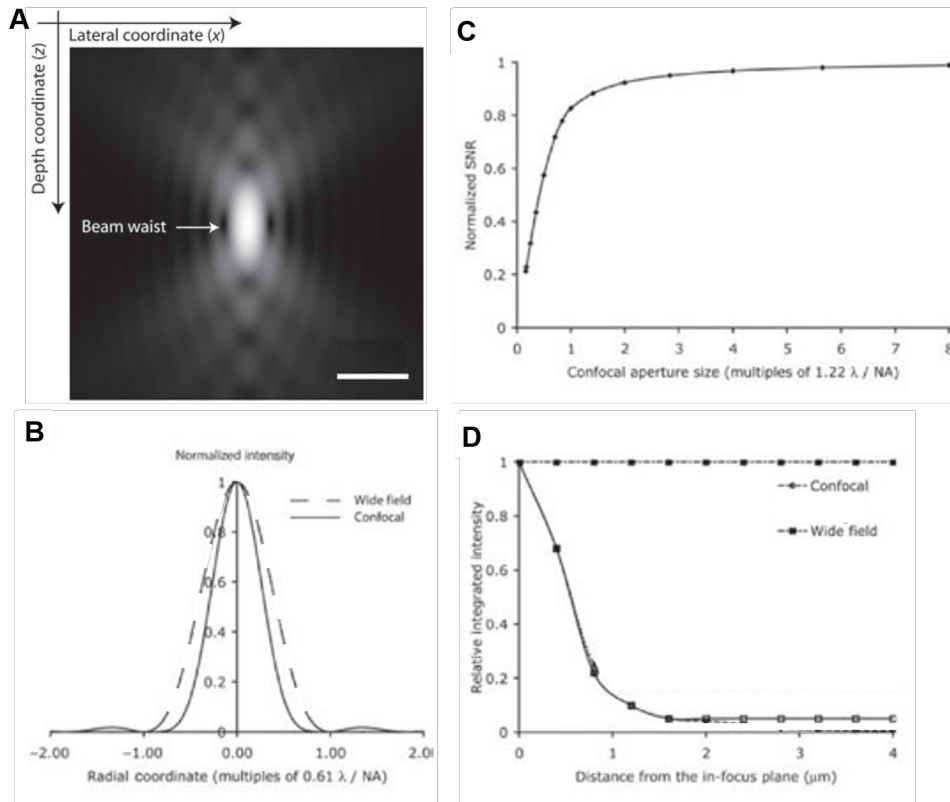 A
Lateral coordinate (x)
Depth coordinate (z)
Beam waist
B
Normalized intensity
Wide field
Confocal
1
0.8
0.6
0.4
0.2
−2.00
−1.00
0.00
1.00
2.0
Radial coordinate (multiples of 0.61 λ / NA)
C
Normalized SNR
1
0.8
0.6
0.4
0.2
0
0
1
2
3
4
5
6
7
8
Confocal aperture size (multiples of 1.22 λ / NA)
D
Relative integrated intensity
1
0.8
0.6
0.4
0.2
0
Confocal
Wide field
0
1
2
3
4
Distance from the in-focus plane (μm)